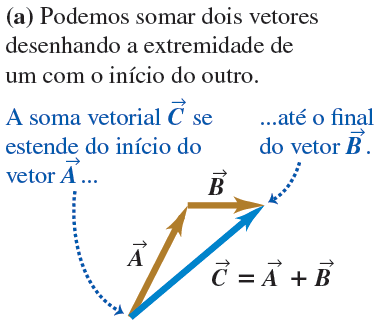 (a) Podemos somar dois vetores
desenhando a extremidade de
um com o início do outro.
A soma vetorial C⃗ se
estende do início do
vetor A⃗ ...
...até o final
do vetor B⃗.
B⃗
A⃗
C⃗ = A⃗ + B⃗